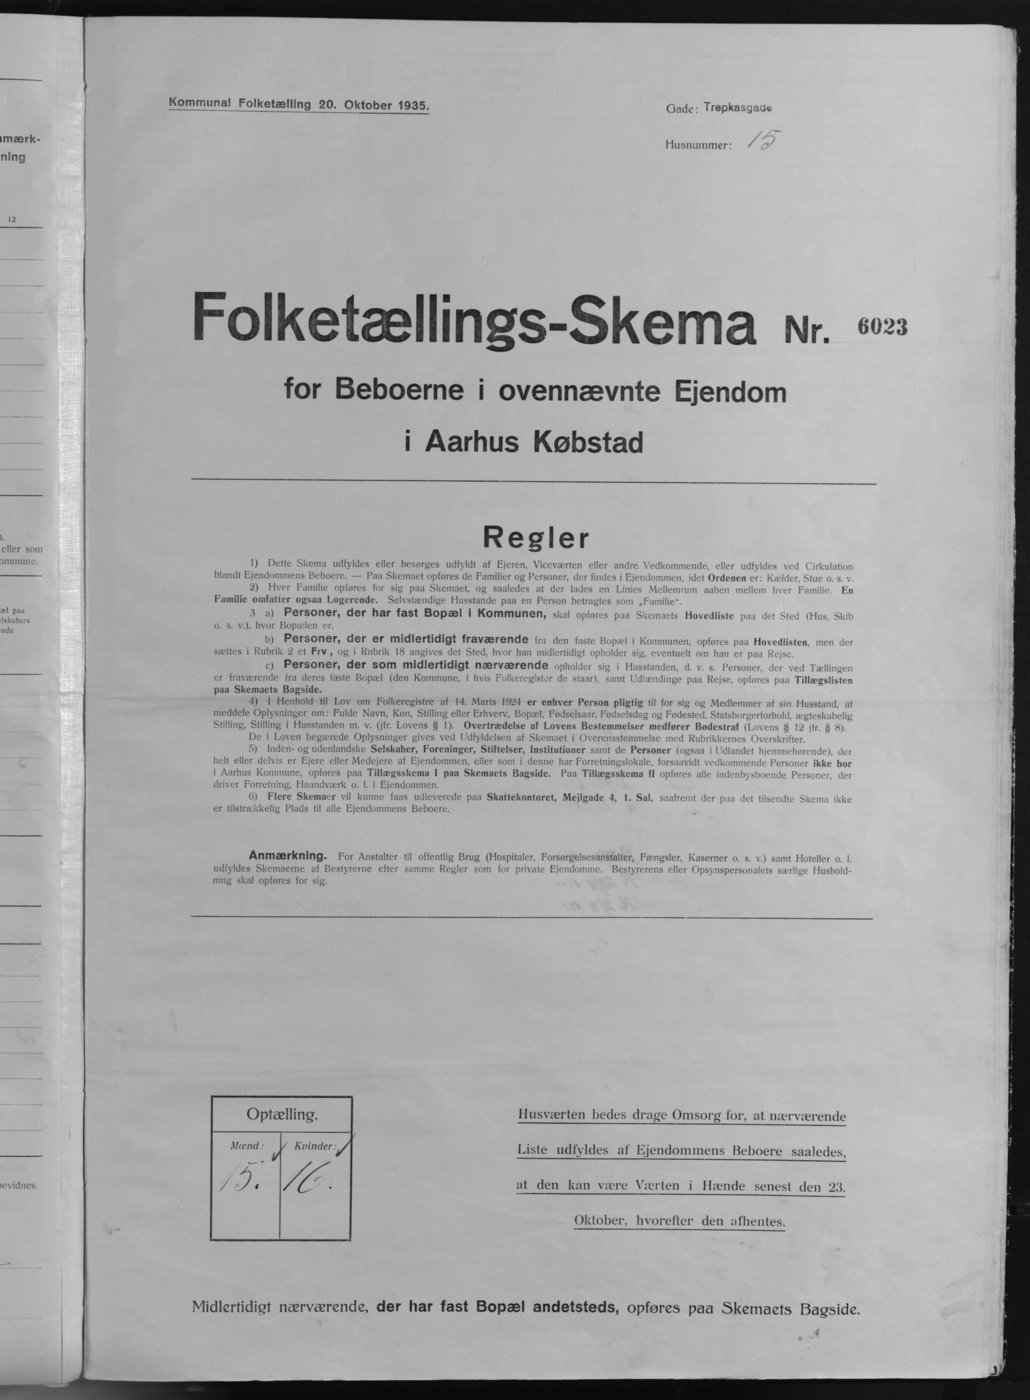 Kommunal Folketælling 20. Oktober 1935.
Gade: Trepkasgade
Husnummer: 15
Folketællings-Skema Nr. 6023
for Beboerne i ovennævnte Ejendom
i Aarhus Købstad
Regler
1) Dette Skema udfyldes eller besørges udfyldt af Ejeren, Viceværten eller andre Vedkommende, eller udfyldes ved Cirkulation
blandt Ejendommens Beboere. — Paa Skemaet opføres de Familier og Personer, der findes i Ejendommen, idet Ordenen er: Kælder, Stue o. s. v.
2) Hver Familie opføres for sig paa Skemaet, og saaledes at der lades en Linies Mellemrum aaben mellem hver Familie. En
Familie omfatter ogsaa Logerende. Selvstændige Husstande paa en Person betragtes som „Familie“.
3 a) Personer, der har fast Bopæl i Kommunen, skal opføres paa Skemaets Hovedliste paa det Sted (Hus, Skib
o. s. v.), hvor Bopælen er.
b) Personer, der er midlertidigt fraværende fra den faste Bopæl i Kommunen, opføres paa Hovedlisten, men der
sættes i Rubrik 2 et Frv, og i Rubrik 18 angives det Sted, hvor han midlertidigt opholder sig, eventuelt om han er paa Rejse.
c) Personer, der som midlertidigt nærværende opholder sig i Husstanden, d. v. s. Personer, der ved Tællingen
er fraværende fra deres faste Bopæl (den Kommune, i hvis Folkeregister de staar), samt Udlændinge paa Rejse, opføres paa Tillægslisten
paa Skemaets Bagside.
4) I Henhold til Lov om Folkeregistre af 14. Marts 1924 er enhver Person pligtig til for sig og Medlemmer af sin Husstand, at
meddele Oplysninger om: Fulde Navn, Køn, Stilling eller Erhverv, Bopæl, Fødselsaar, Fødselsdag og Fødested, Statsborgerforhold, ægteskabelig
Stilling, Stilling i Husstanden m. v. (jfr. Lovens § 1). Overtrædelse af Lovens Bestemmelser medfører Bødestraf (Lovens § 12 jfr. § 8).
De i Loven begærede Oplysninger gives ved Udfyldelsen af Skemaet i Overensstemmelse med Rubrikkernes Overskrifter.
5) Inden- og udenlandske Selskaber, Foreninger, Stiftelser, Institutioner samt de Personer (ogsaa i Udlandet hjemmehørende), der
helt eller delvis er Ejere eller Medejere af Ejendommen, eller som i denne har Forretningslokale, forsaavidt vedkommende Personer ikke bor
i Aarhus Kommune, opføres paa Tillægsskema I paa Skemaets Bagside. Paa Tillægsskema II opføres alle indenbysboende Personer, der
driver Forretning, Haandværk o. l. i Ejendommen.
6) Flere Skemaer vil kunne faas udleverede paa Skattekontoret, Mejlgade 4, 1. Sal, saafremt der paa det tilsendte Skema ikke
er tilstrækkelig Plads til alle Ejendommens Beboere.
Anmærkning. For Anstalter til offentlig Brug (Hospitaler, Forsørgelsesanstalter, Fængsler, Kaserner o. s. v.) samt Hoteller o. l.
udfyldes Skemaerne af Bestyrerne efter samme Regler som for private Ejendomme. Bestyrerens eller Opsynspersonalets særlige Hushold-
ning skal opføres for sig.
Optælling.
Mænd: Kvinder:
15. 16.
Husværten bedes drage Omsorg for, at nærværende
Liste udfyldes af Ejendommens Beboere saaledes,
at den kan være Værten i Hænde senest den 23.
Oktober, hvorefter den afhentes.
Midlertidigt nærværende, der har fast Bopæl andetsteds, opføres paa Skemaets Bagside.